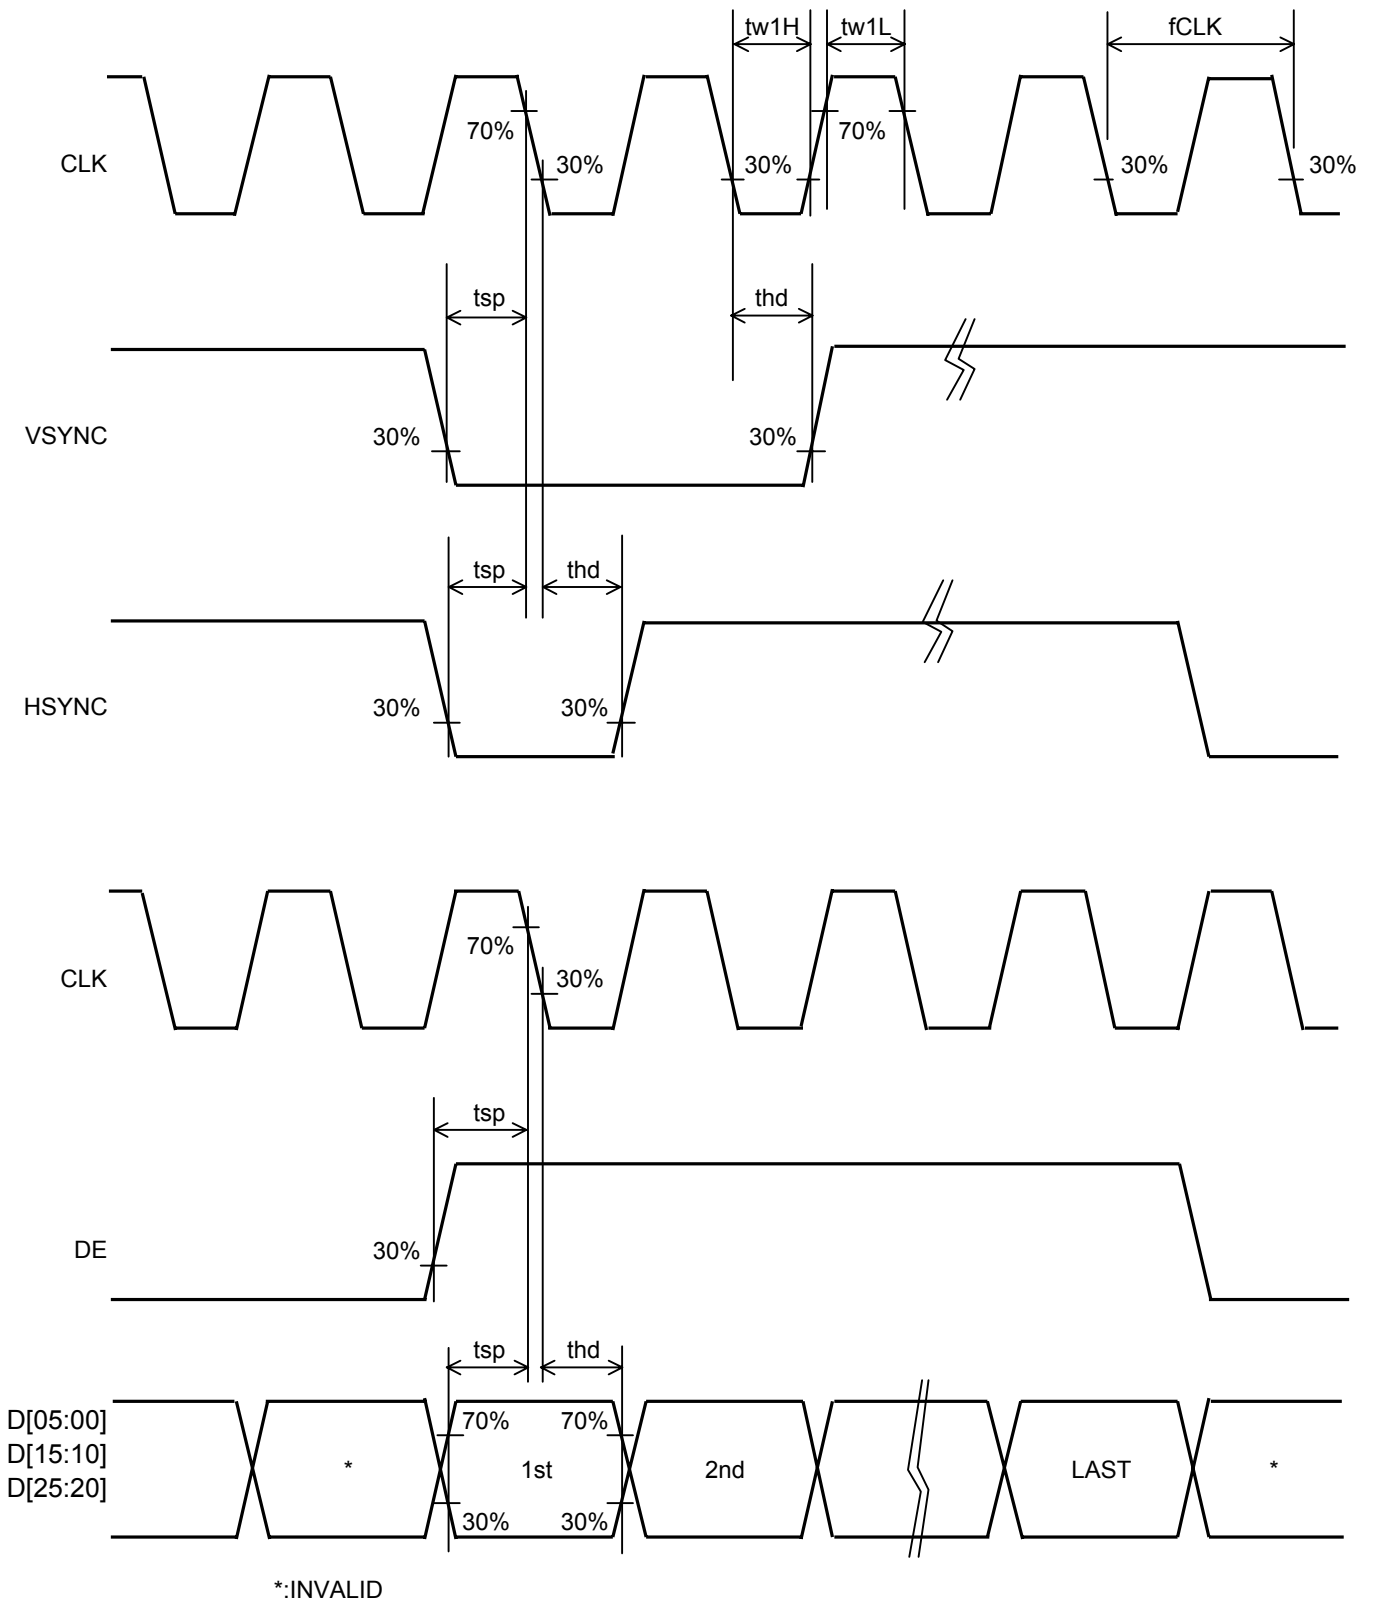 tw1H tw1L fCLK
70% 30% 30% 70% 30% 30%
CLK
tsp thd
VSYNC 30% 30%
tsp thd
HSYNC 30% 30%
70% 30%
CLK
tsp
DE 30%
tsp thd
D[05:00] 70% 70%
D[15:10]
* 1st 2nd LAST *
D[25:20]
30% 30%
*:INVALID